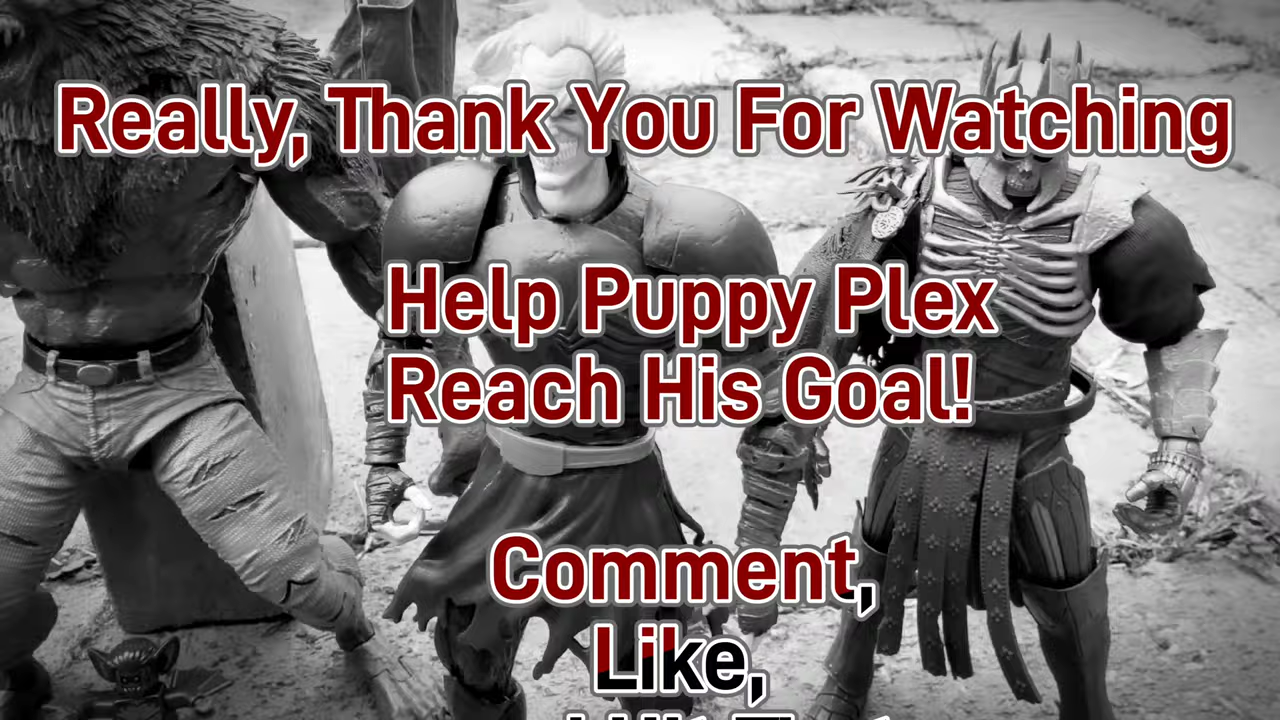 Really, Thank You For Watching
Help Puppy Plex
Reach His Goal!
Comment,
Like,